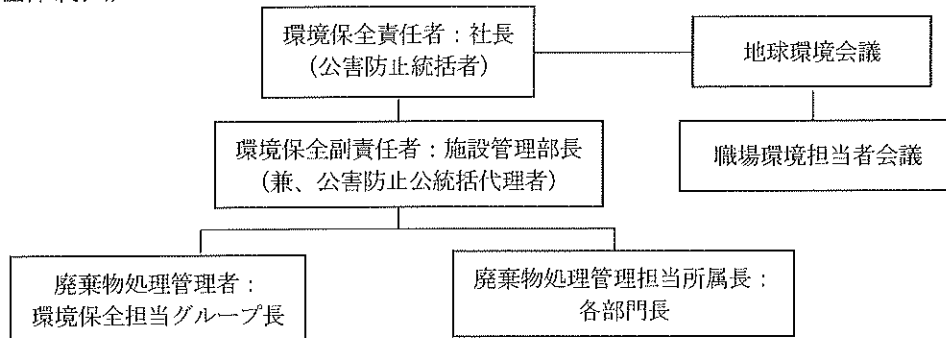 環境保全責任者：社長
(公害防止統括者)
地球環境会議
環境保全副責任者：施設管理部長
(兼、公害防止公統括代理者)
職場環境担当者会議
廃棄物処理管理者：
環境保全担当グループ長
廃棄物処理管理担当所属長：
各部門長